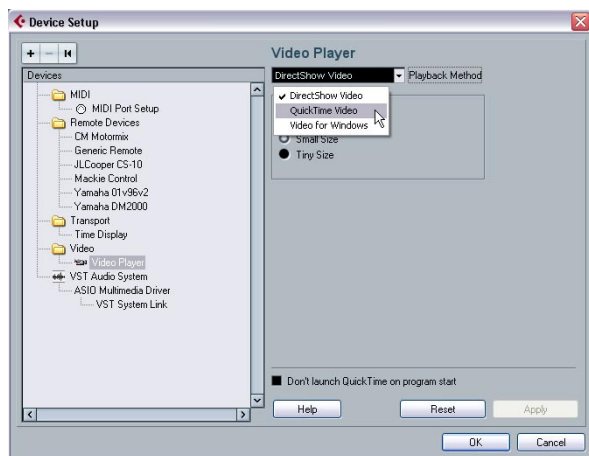 Device Setup
Video Player
Devices
DirectShow Video
Playback Method
DirectShow Video
QuickTime Video
Video for Windows
Small Size
Tiny Size
MIDI
MIDI Port Setup
Remote Devices
CM Motormix
Generic Remote
JLCooper CS-10
Mackie Control
Yamaha 01v96v2
Yamaha DM2000
Transport
Time Display
Video
Video Player
VST Audio System
ASIO Multimedia Driver
VST System Link
Don't launch QuickTime on program start
Help
Reset
Apply
OK
Cancel